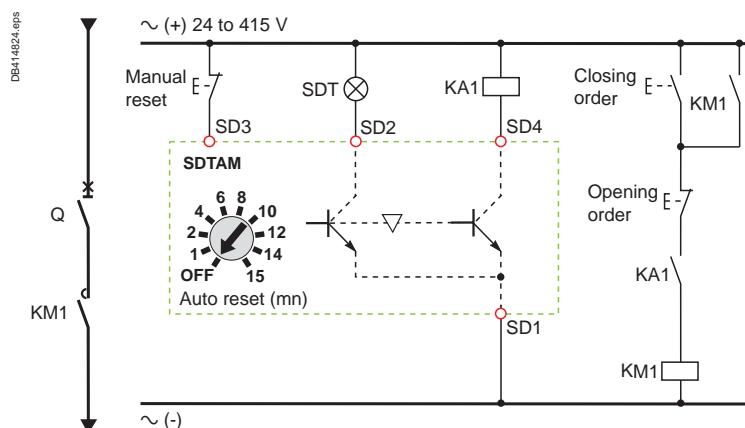 DB414824.eps
∼ (+) 24 to 415 V
Manual
reset
SDT
KA1
Closing
order
KM1
SD3
SD2
SD4
SDTAM
Q
6
8
4
10
2
12
1
14
OFF
15
Auto reset (mn)
Opening
order
KA1
KM1
SD1
KM1
∼ (-)